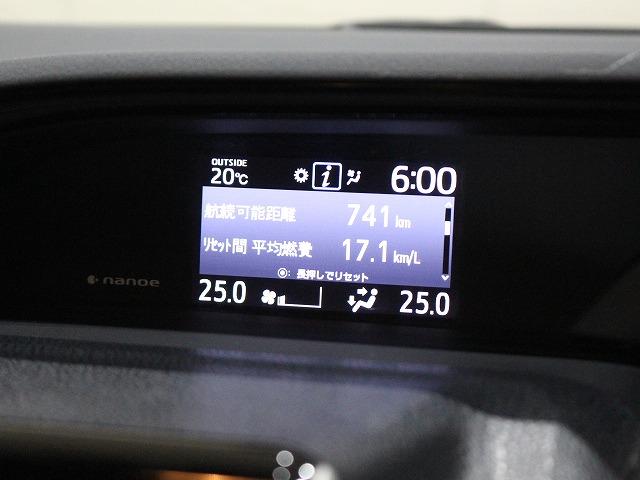 OUTSIDE
20℃
i
6:00
航続可能距離 741 km
ﾘｾｯﾄ間 平均燃費 17.1 km/L
◉: 長押しでリセット
nanoe
25.0 25.0